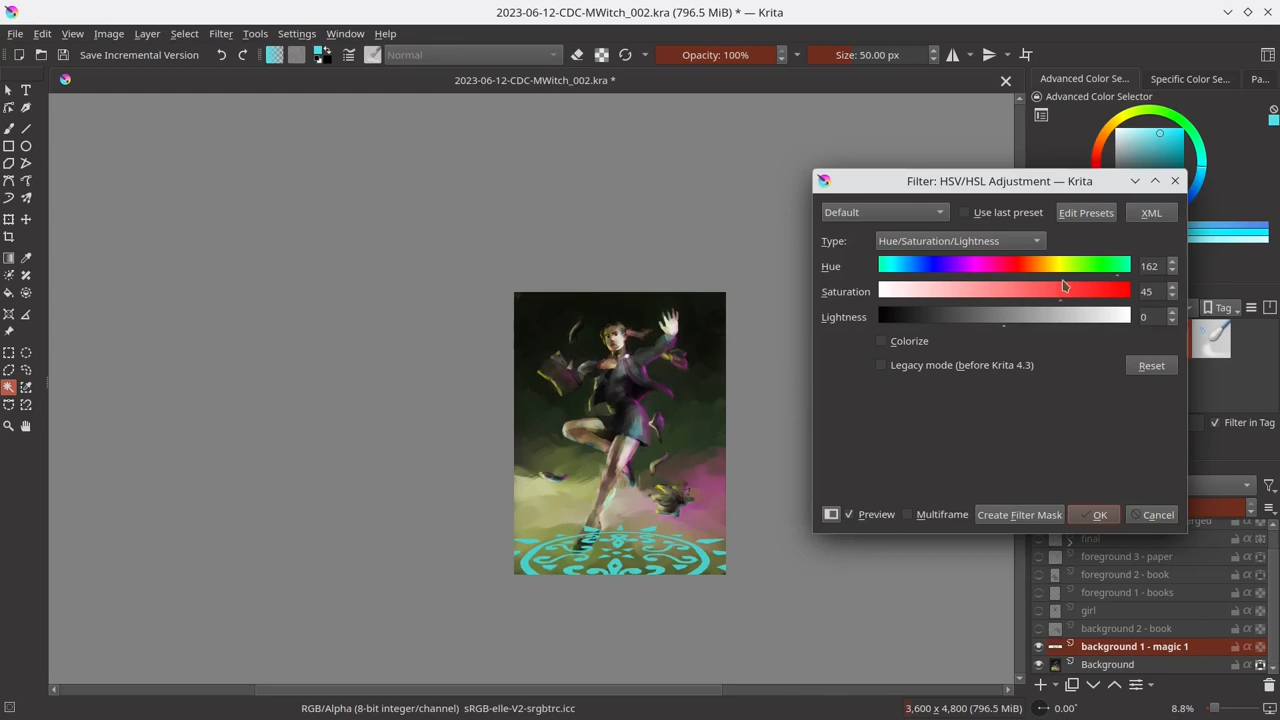 2023-06-12-CDC-MWitch_002.kra (796.5 MiB) * — Krita
File Edit View Image Layer Select Filter Tools Settings Window Help
Save Incremental Version Normal Opacity: 100% Size: 50.00 px
2023-06-12-CDC-MWitch_002.kra *
Advanced Color Se... Specific Color Se... Pa...
Advanced Color Selector
Filter: HSV/HSL Adjustment — Krita
Default Use last preset Edit Presets XML
Type: Hue/Saturation/Lightness
Hue 162
Saturation 45
Lightness 0
Colorize
Legacy mode (before Krita 4.3) Reset
Tag
Filter in Tag
Preview Multiframe Create Filter Mask OK Cancel
final
foreground 3 - paper
foreground 2 - book
foreground 1 - books
girl
background 2 - book
background 1 - magic 1
Background
RGB/Alpha (8-bit integer/channel) sRGB-elle-V2-srgbtrc.icc 3,600 x 4,800 (796.5 MiB) 0.00° 8.8%